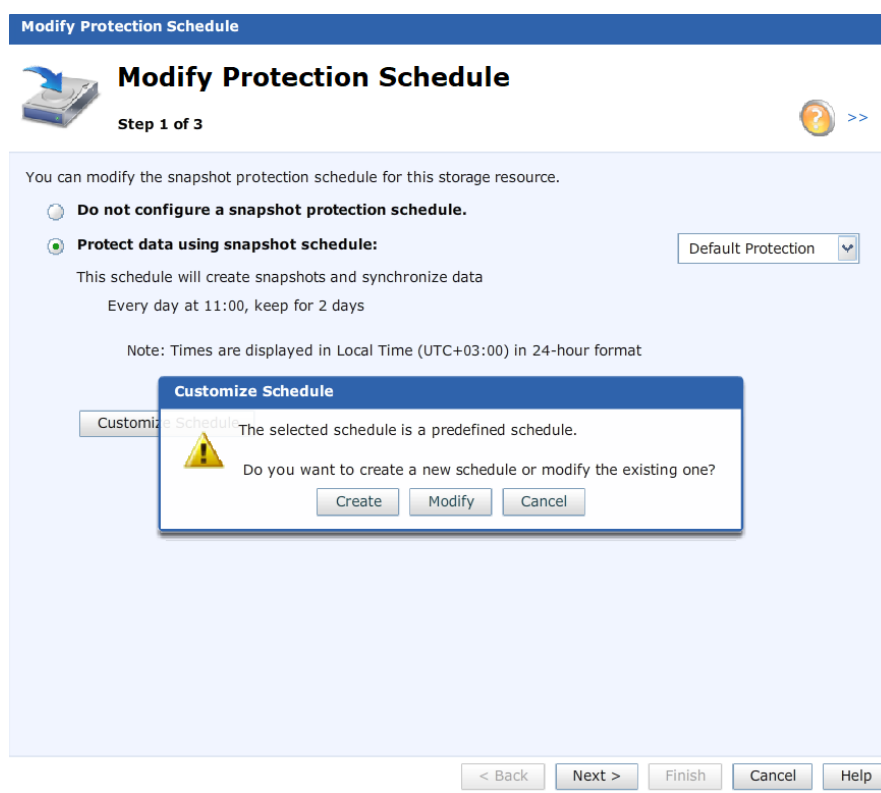 Modify Protection Schedule
Modify Protection Schedule
Step 1 of 3
? >>
You can modify the snapshot protection schedule for this storage resource.
Do not configure a snapshot protection schedule.
Protect data using snapshot schedule:
Default Protection
This schedule will create snapshots and synchronize data
Every day at 11:00, keep for 2 days
Note: Times are displayed in Local Time (UTC+03:00) in 24-hour format
Customize Schedule
Customize Schedule
The selected schedule is a predefined schedule.
Do you want to create a new schedule or modify the existing one?
Create Modify Cancel
< Back Next > Finish Cancel Help